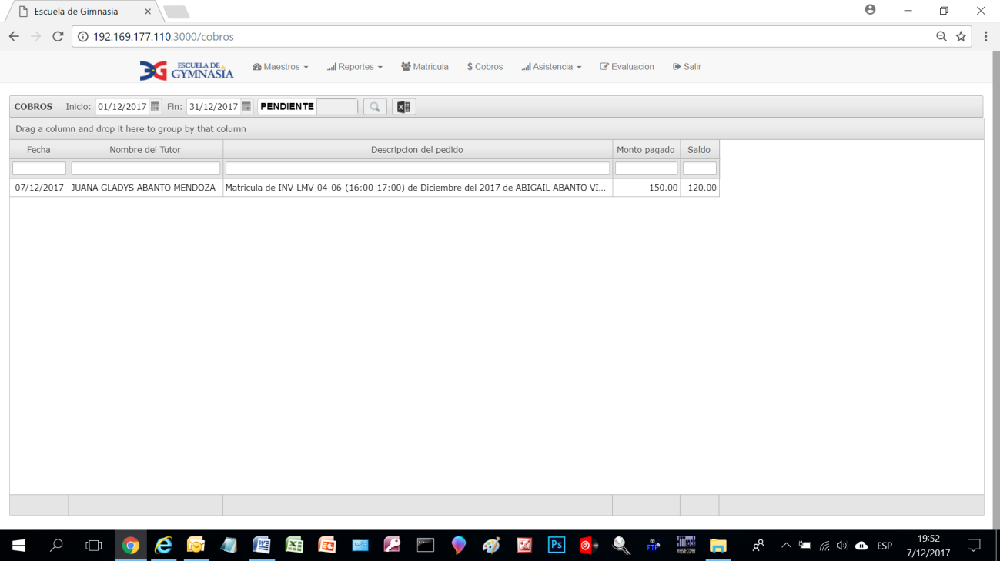 Escuela de Gimnasia
192.169.177.110:3000/cobros
ESCUELA DE GYMNASIA
Maestros Reportes Matricula $ Cobros Asistencia Evaluacion Salir
COBROS Inicio: 01/12/2017 Fin: 31/12/2017 PENDIENTE
Drag a column and drop it here to group by that column
Fecha Nombre del Tutor Descripcion del pedido Monto pagado Saldo
07/12/2017 JUANA GLADYS ABANTO MENDOZA Matricula de INV-LMV-04-06-(16:00-17:00) de Diciembre del 2017 de ABIGAIL ABANTO VI... 150.00 120.00
Ps FTP ESP 19:52
7/12/2017